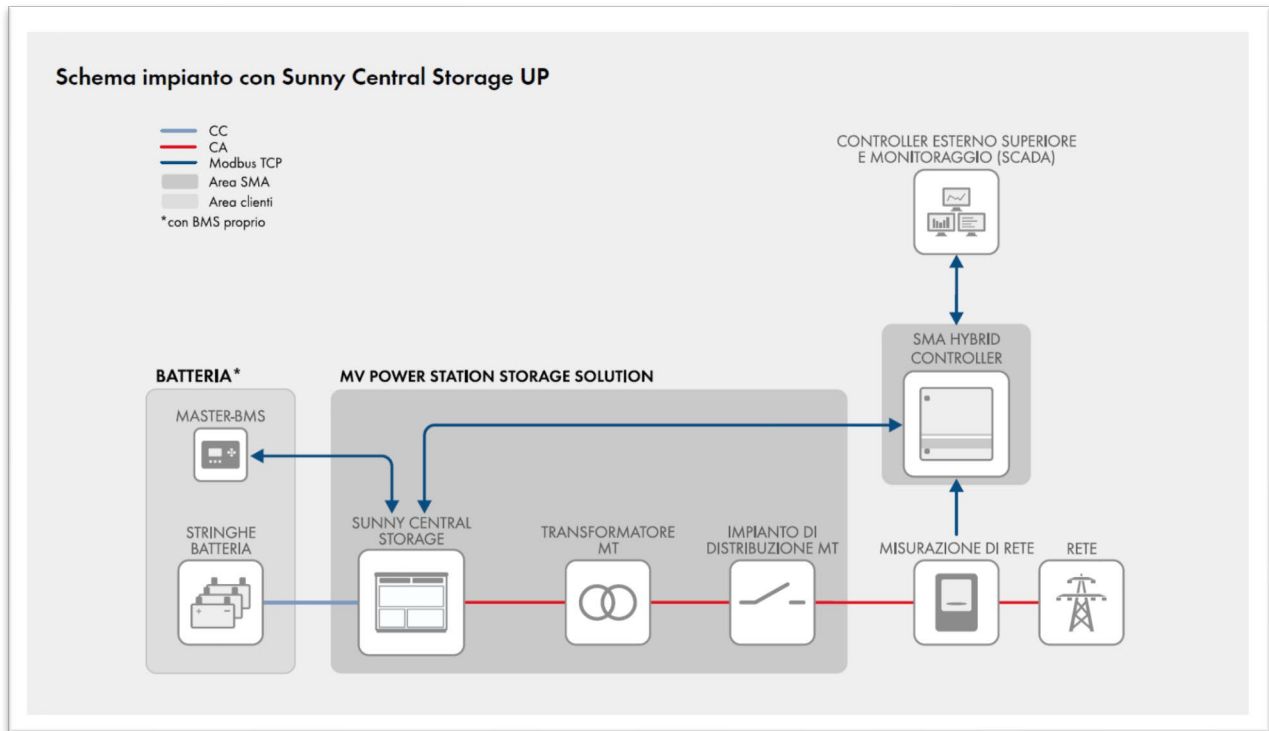 Schema impianto con Sunny Central Storage UP
CC
CA
Modbus TCP
Area SMA
Area clienti
*con BMS proprio
CONTROLLER ESTERNO SUPERIORE
E MONITORAGGIO (SCADA)
SMA HYBRID
CONTROLLER
BATTERIA*
MV POWER STATION STORAGE SOLUTION
MASTER-BMS
STRINGHE
BATTERIA
SUNNY CENTRAL
STORAGE
TRANSFORMATORE
MT
IMPIANTO DI
DISTRIBUZIONE MT
MISURAZIONE DI RETE
RETE